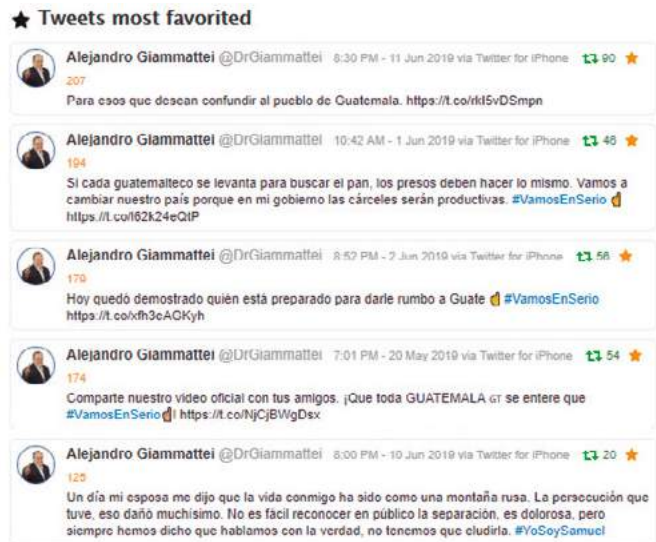 Tweets most favorited
Alejandro Giammattei @DrGiammattei 8:30 PM - 11 Jun 2019 via Twitter for iPhone 90
207
Para esos que desean confundir al pueblo de Guatemala. https://t.co/rkl5vDSmpn
Alejandro Giammattei @DrGiammattei 10:42 AM - 1 Jun 2019 via Twitter for iPhone 46
194
Si cada guatemalteco se levanta para buscar el pan, los presos deben hacer lo mismo. Vamos a
cambiar nuestro país porque en mi gobierno las cárceles serán productivas. #VamosEnSerio
https://t.co/l62k24eQtP
Alejandro Giammattei @DrGiammattei 8:52 PM - 2 Jun 2019 via Twitter for iPhone 56
179
Hoy quedó demostrado quién está preparado para darle rumbo a Guate #VamosEnSerio
https://t.co/xfh3cAGKyh
Alejandro Giammattei @DrGiammattei 7:01 PM - 20 May 2019 via Twitter for iPhone 54
174
Comparte nuestro video oficial con tus amigos. ¡Que toda GUATEMALA GT se entere que
#VamosEnSerio! https://t.co/NjCjBWgDsx
Alejandro Giammattei @DrGiammattei 8:00 PM - 10 Jun 2019 via Twitter for iPhone 20
125
Un día mi esposa me dijo que la vida conmigo ha sido como una montaña rusa. La persecución que
tuve, eso dañó muchísimo. No es fácil reconocer en público la separación, es dolorosa, pero
siempre hemos dicho que hablamos con la verdad, no tenemos que eludirla. #YoSoySamuel